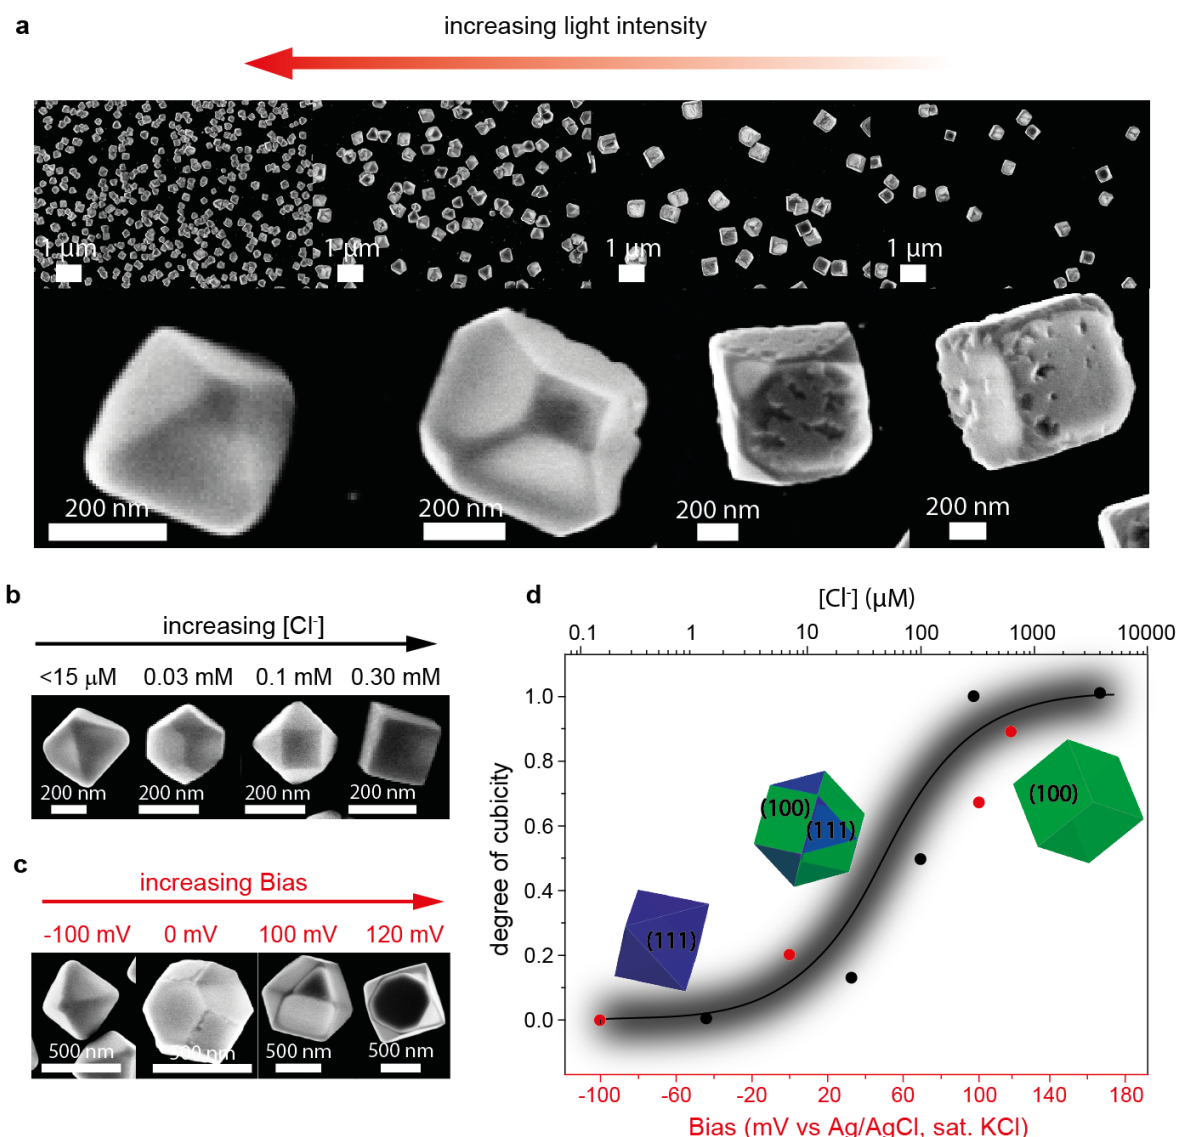 a
increasing light intensity
1 μm
1 μm
1 μm
1 μm
200 nm
200 nm
200 nm
200 nm
b
increasing [Cl-]
<15 μM 0.03 mM 0.1 mM 0.30 mM
200 nm 200 nm 200 nm 200 nm
c
increasing Bias
-100 mV 0 mV 100 mV 120 mV
500 nm 500 nm 500 nm 500 nm
d
[Cl-] (μM)
0.1 1 10 100 1000 10000
degree of cubicity
1.0
0.8
0.6
0.4
0.2
0.0
(100)
(111)
(100)
(111)
-100 -60 -20 20 60 100 140 180
Bias (mV vs Ag/AgCl, sat. KCl)